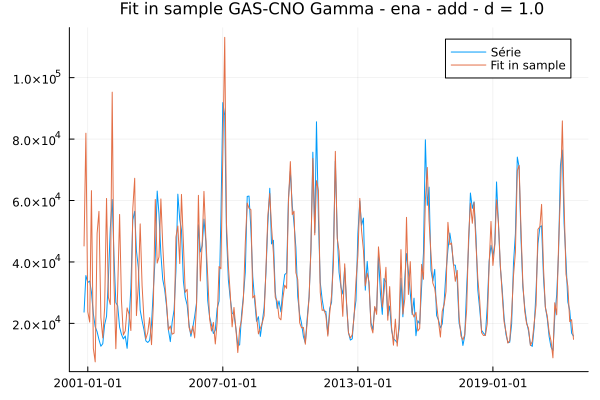 Fit in sample GAS-CNO Gamma - ena - add - d = 1.0
Série
Fit in sample
1.0×10⁵
8.0×10⁴
6.0×10⁴
4.0×10⁴
2.0×10⁴
2001-01-01 2007-01-01 2013-01-01 2019-01-01